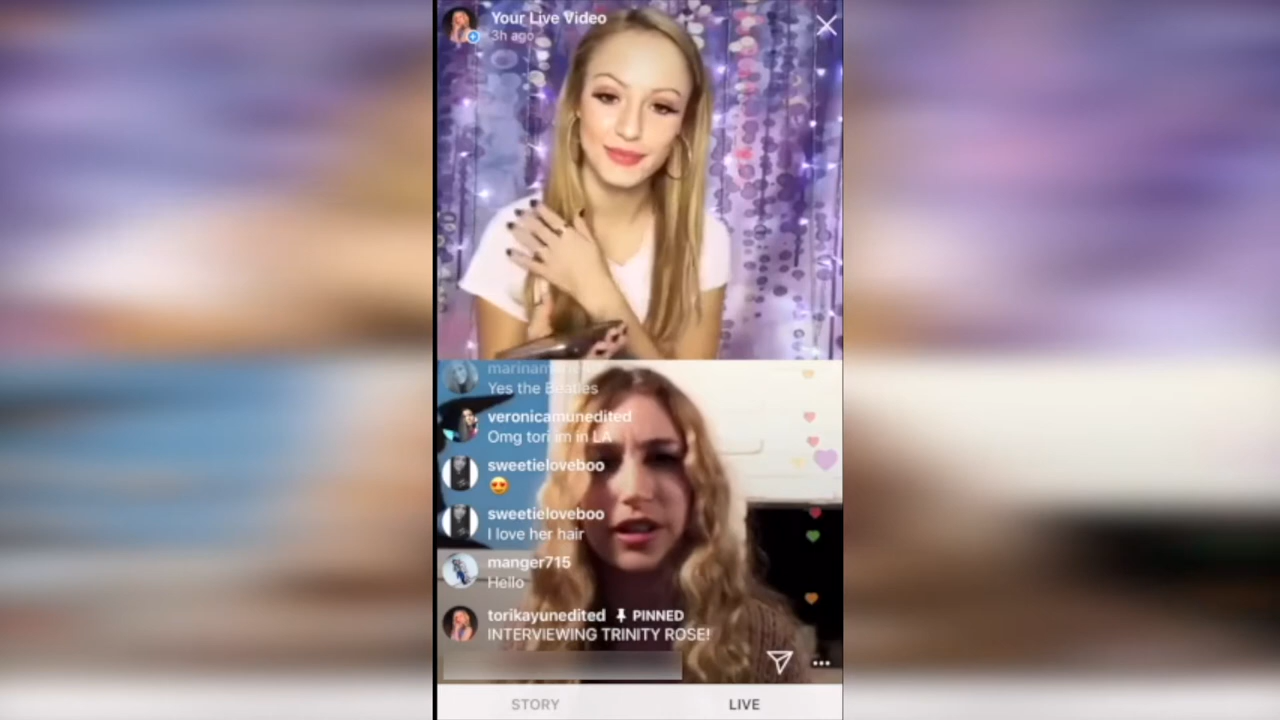 Your Live Video
3h ago
Yes the Beatles
veronicamunedited
Omg tori im in LA
sweetieloveboo
sweetieloveboo
I love her hair
manger715
Hello
torikayunedited PINNED
INTERVIEWING TRINITY ROSE!
STORY
LIVE